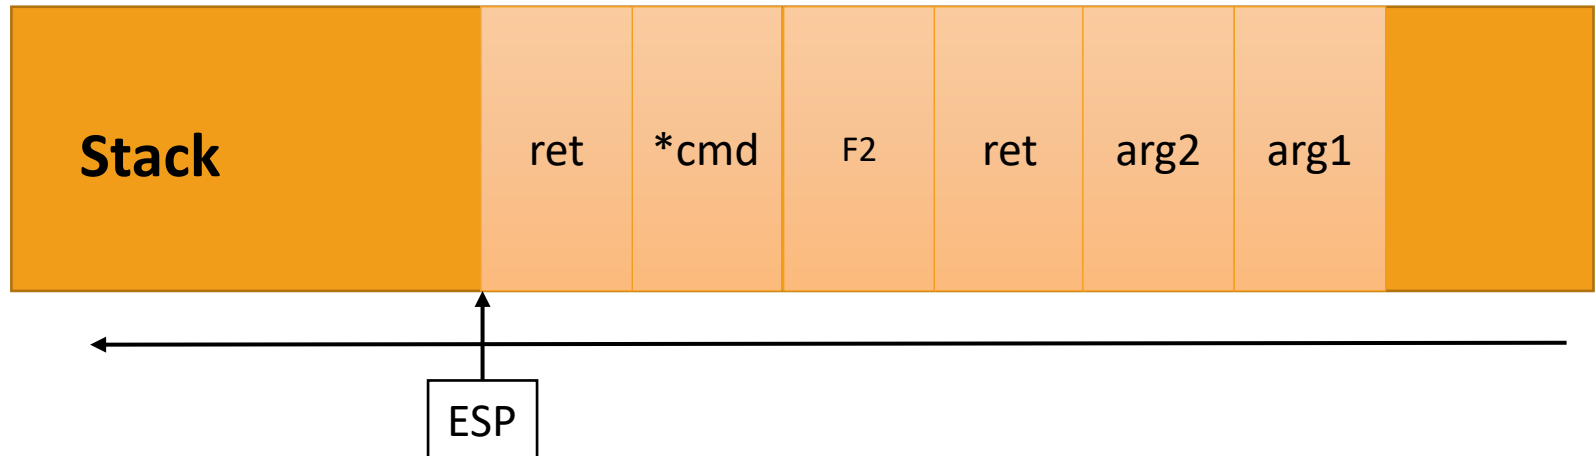 Stack
ret
*cmd
F2
ret
arg2
arg1
ESP